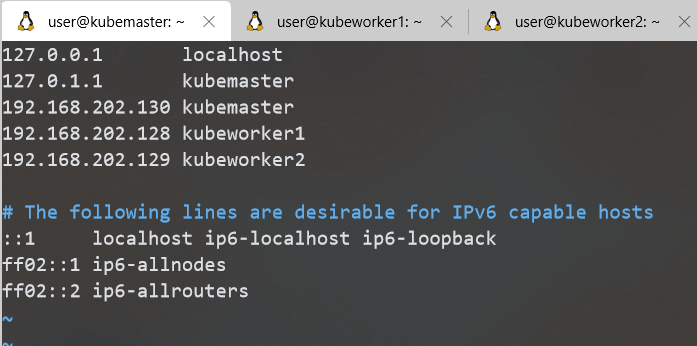 user@kubemaster: ~
user@kubeworker1: ~
user@kubeworker2: ~
127.0.0.1       localhost
127.0.1.1       kubemaster
192.168.202.130 kubemaster
192.168.202.128 kubeworker1
192.168.202.129 kubeworker2
# The following lines are desirable for IPv6 capable hosts
::1     localhost ip6-localhost ip6-loopback
ff02::1 ip6-allnodes
ff02::2 ip6-allrouters
~
~